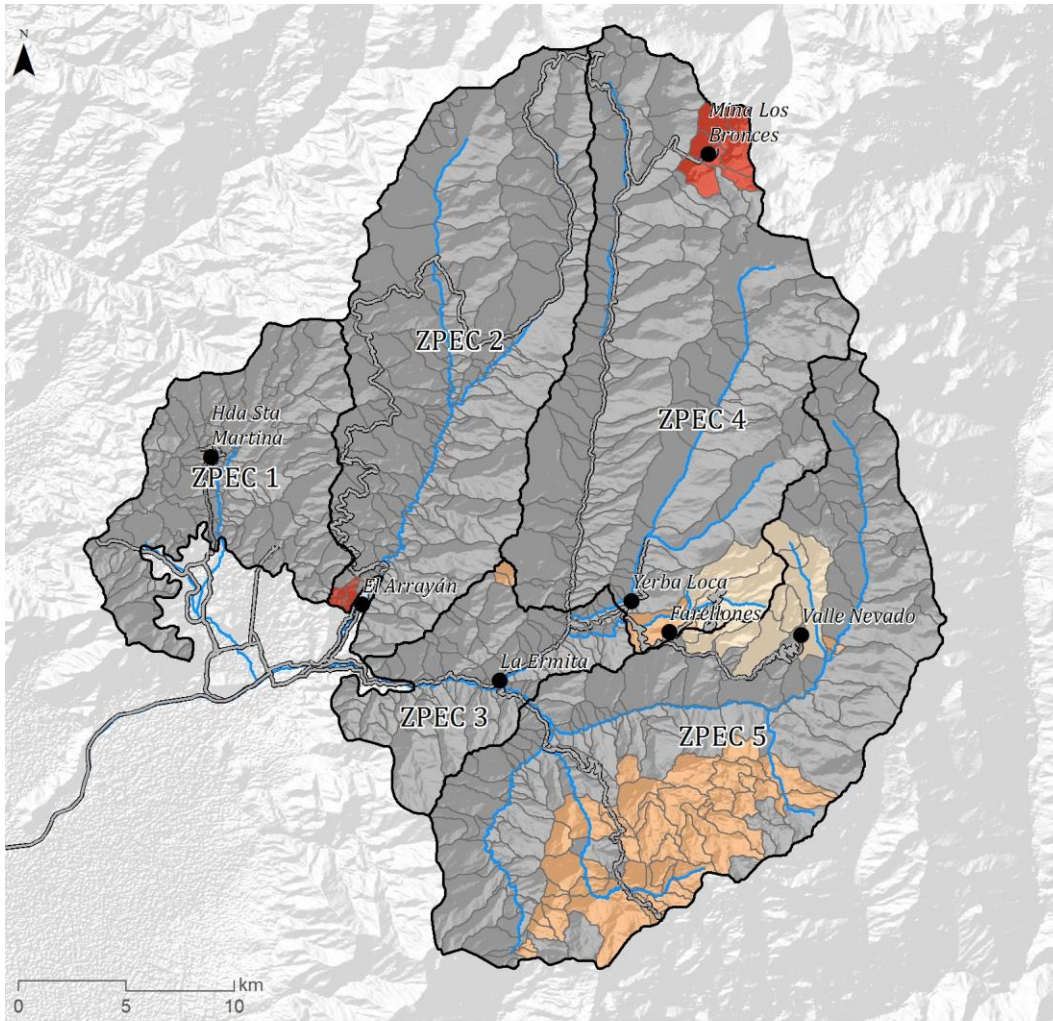 N
Mina Los
Bronces
ZPEC 2
ZPEC 4
Hda Sta
Martina
ZPEC 1
El Arrayán
Yerba Loca
Farellones
Valle Nevado
La Ermita
ZPEC 3
ZPEC 5
km
0 5 10